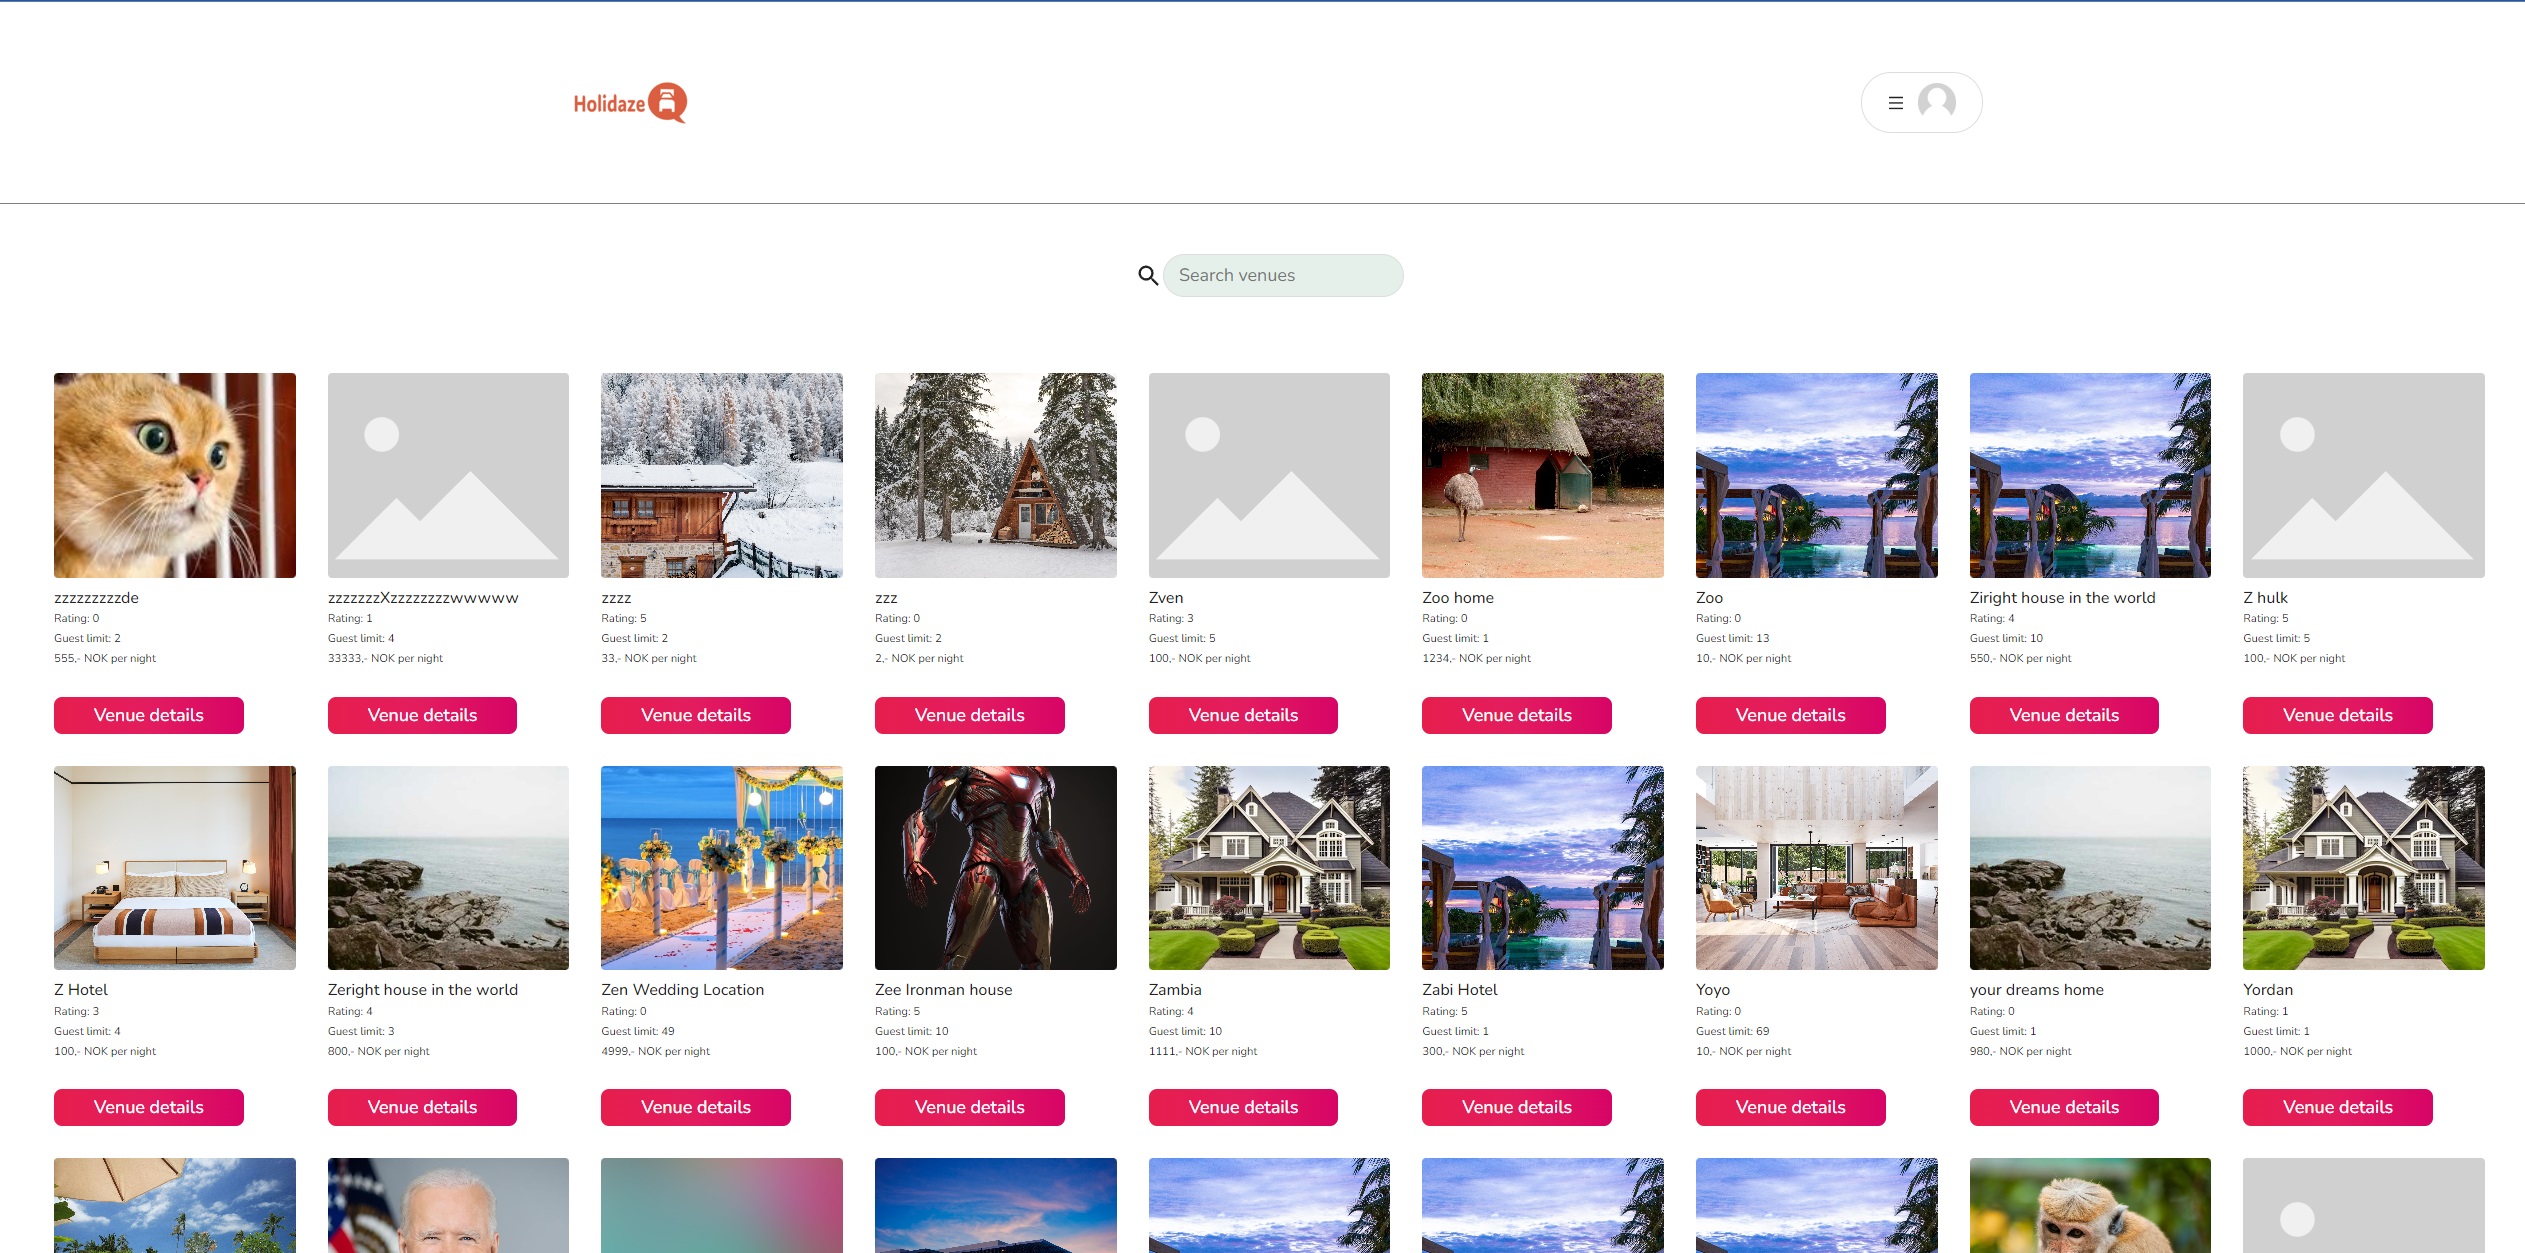 Holidaze
Search venues
zzzzzzzzzde
Rating: 0
Guest limit: 2
555,- NOK per night
Venue details
zzzzzzzXzzzzzzzzwwwww
Rating: 1
Guest limit: 4
33333,- NOK per night
Venue details
zzzz
Rating: 5
Guest limit: 2
33,- NOK per night
Venue details
zzz
Rating: 0
Guest limit: 2
2,- NOK per night
Venue details
Zven
Rating: 3
Guest limit: 5
100,- NOK per night
Venue details
Zoo home
Rating: 0
Guest limit: 1
1234,- NOK per night
Venue details
Zoo
Rating: 0
Guest limit: 13
10,- NOK per night
Venue details
Ziright house in the world
Rating: 4
Guest limit: 10
550,- NOK per night
Venue details
Z hulk
Rating: 5
Guest limit: 5
100,- NOK per night
Venue details
Z Hotel
Rating: 3
Guest limit: 4
100,- NOK per night
Venue details
Zeright house in the world
Rating: 4
Guest limit: 3
800,- NOK per night
Venue details
Zen Wedding Location
Rating: 0
Guest limit: 49
4999,- NOK per night
Venue details
Zee Ironman house
Rating: 5
Guest limit: 10
100,- NOK per night
Venue details
Zambia
Rating: 4
Guest limit: 10
1111,- NOK per night
Venue details
Zabi Hotel
Rating: 5
Guest limit: 1
300,- NOK per night
Venue details
Yoyo
Rating: 0
Guest limit: 69
10,- NOK per night
Venue details
your dreams home
Rating: 0
Guest limit: 1
980,- NOK per night
Venue details
Yordan
Rating: 1
Guest limit: 1
1000,- NOK per night
Venue details